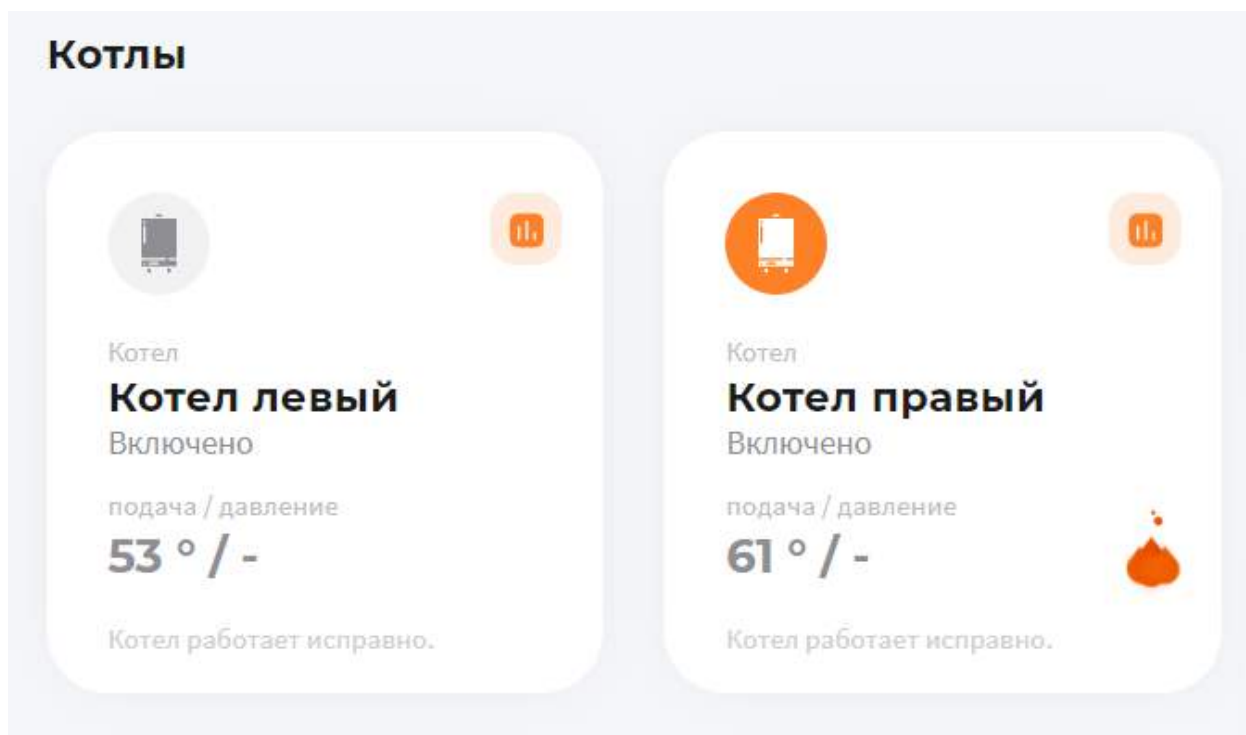 Котлы
Котел
Котел левый
Включено
подача / давление
53 ° / -
Котел работает исправно.
Котел
Котел правый
Включено
подача / давление
61 ° / -
Котел работает исправно.